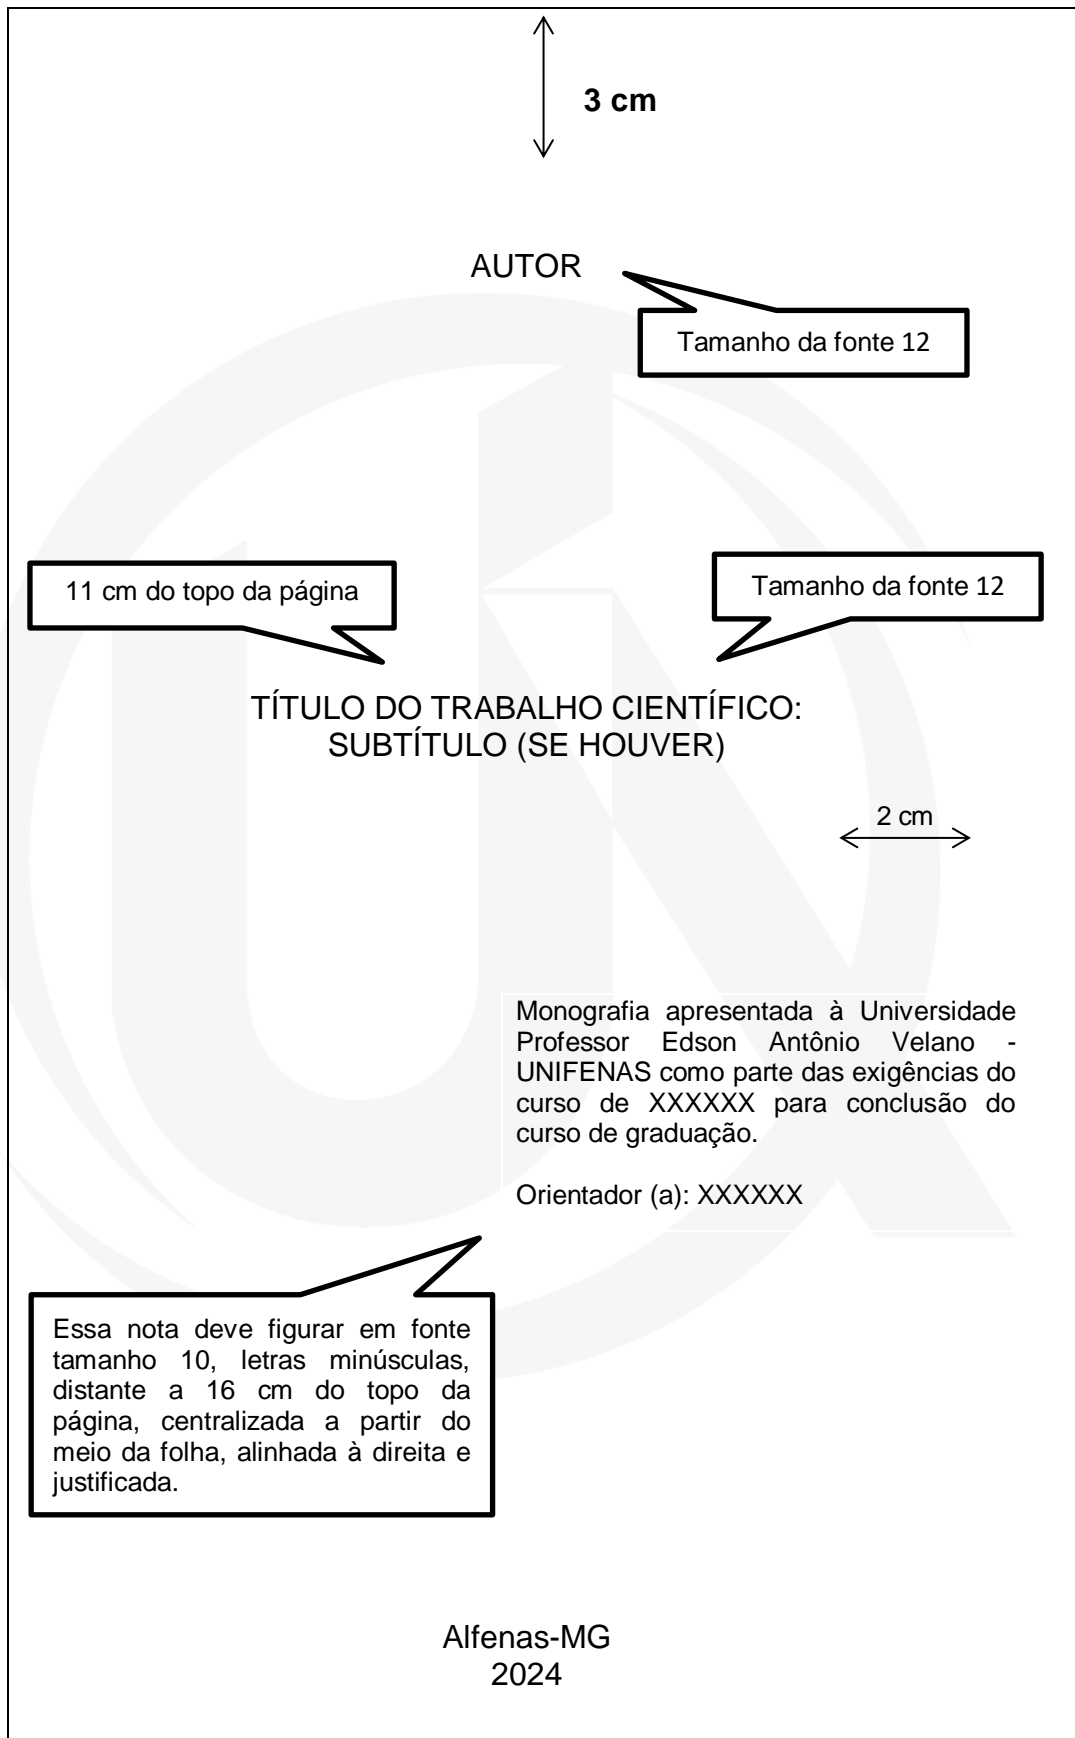 3 cm
AUTOR
Tamanho da fonte 12
11 cm do topo da página
Tamanho da fonte 12
TÍTULO DO TRABALHO CIENTÍFICO:
SUBTÍTULO (SE HOUVER)
2 cm
Monografia apresentada à Universidade
Professor Edson Antônio Velano -
UNIFENAS como parte das exigências do
curso de XXXXXX para conclusão do
curso de graduação.
Orientador (a): XXXXXX
Essa nota deve figurar em fonte
tamanho 10, letras minúsculas,
distante a 16 cm do topo da
página, centralizada a partir do
meio da folha, alinhada à direita e
justificada.
Alfenas-MG
2024